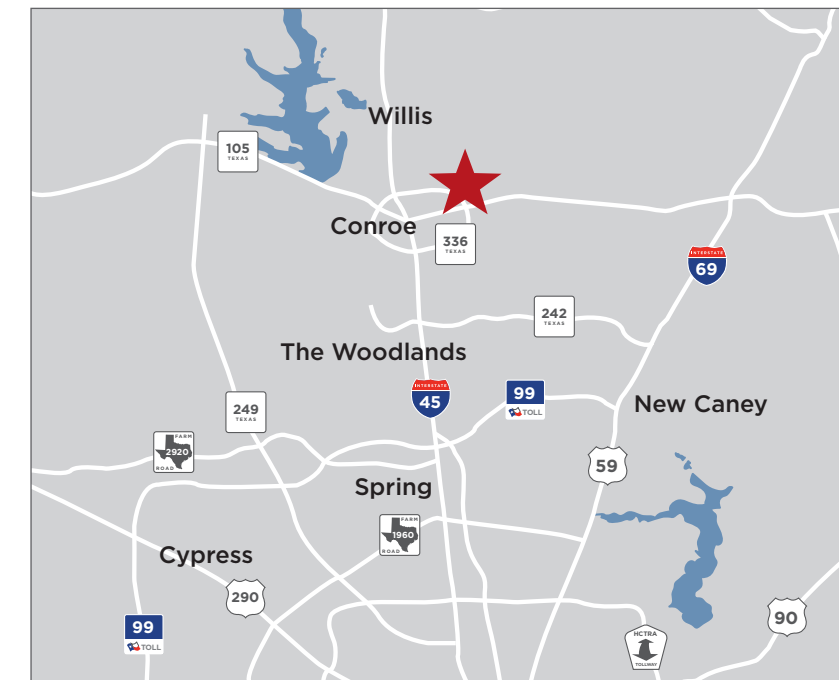 Willis
105
TEXAS
Conroe
336
TEXAS
INTERSTATE
69
242
TEXAS
The Woodlands
INTERSTATE
45
99
TOLL
New Caney
249
TEXAS
FARM
2920
ROAD
59
Spring
FARM
1960
ROAD
Cypress
290
99
TOLL
90
HCTRA
TOLLWAY